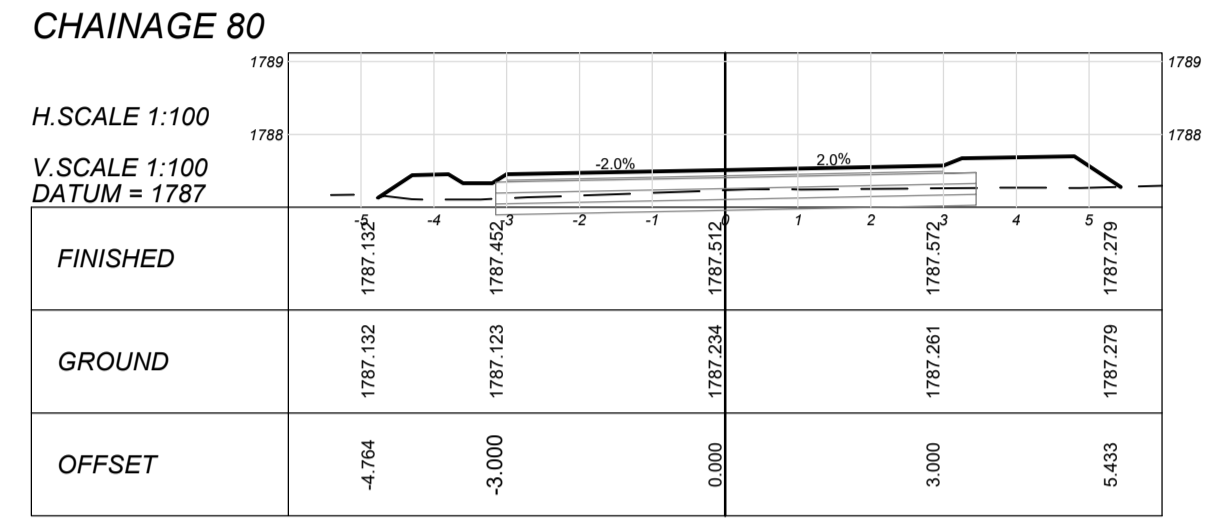 CHAINAGE 80
1789 1789
H.SCALE 1:100
1788 1788
V.SCALE 1:100
-2.0% 2.0%
DATUM = 1787
-5 -4 -3 -2 -1 0 1 2 3 4 5
FINISHED 1787.132 1787.452 1787.512 1787.572 1787.279
GROUND 1787.132 1787.123 1787.234 1787.261 1787.279
OFFSET -4.764 -3.000 0.000 3.000 5.433